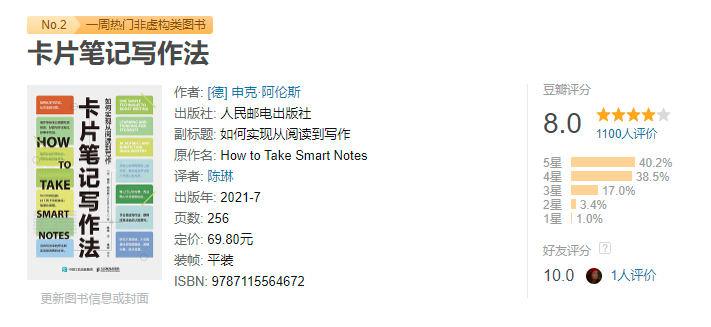 No.2 一周热门非虚构类图书
卡片笔记写作法
作者: [德] 申克·阿伦斯
出版社: 人民邮电出版社
副标题: 如何实现从阅读到写作
原作名: How to Take Smart Notes
译者: 陈琳
出版年: 2021-7
页数: 256
定价: 69.80元
装帧: 平装
ISBN: 9787115564672
卡片笔记写作法
如何实现从阅读到写作
HOW
TO
TAKE
SMART
NOTES
更新图书信息或封面
豆瓣评分
8.0
1100人评价
5星 40.2%
4星 38.5%
3星 17.0%
2星 3.4%
1星 1.0%
好友评分 ?
10.0 1人评价